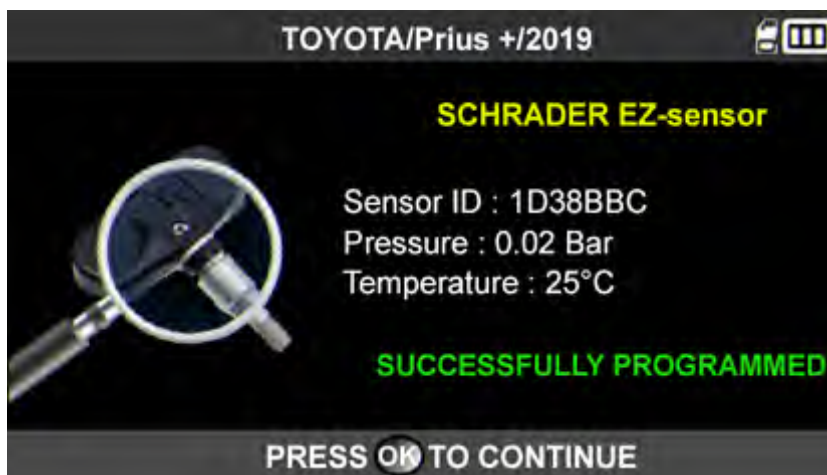 TOYOTA/Prius +/2019
SCHRADER EZ-sensor
Sensor ID : 1D38BBC
Pressure : 0.02 Bar
Temperature : 25°C
SUCCESSFULLY PROGRAMMED
PRESS OK TO CONTINUE